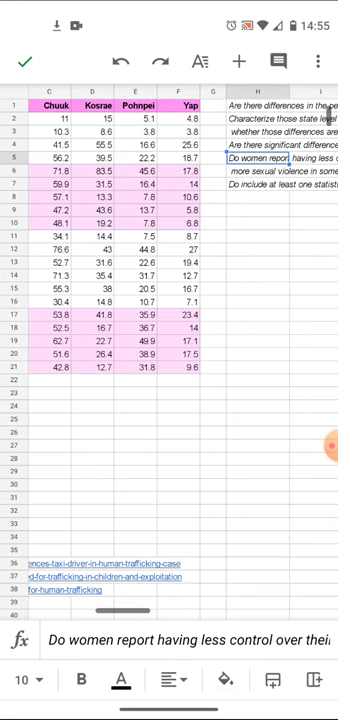 14:55
C D E F G H I
1 Chuuk Kosrae Pohnpei Yap Are there differences in the pe
2 11 15 5.1 4.8 Characterize those state level
3 10.3 8.6 3.8 3.8 whether those differences are
4 41.5 55.5 16.6 25.6 Are there significant difference
5 56.2 39.5 22.2 18.7 Do women report having less c
6 71.8 83.5 45.6 17.8 more sexual violence in some
7 59.9 31.5 16.4 14 Do include at least one statisti
8 57.1 13.3 7.8 10.6
9 47.2 43.6 13.7 5.8
10 48.1 19.2 7.8 6.8
11 34.1 14.4 7.5 8.7
12 76.6 43 44.8 27
13 52.7 31.6 22.6 19.4
14 71.3 35.4 31.7 12.7
15 55.3 38 20.5 16.7
16 30.4 14.8 10.7 7.1
17 53.8 41.8 35.9 23.4
18 52.5 16.7 36.7 14
19 62.7 22.7 49.9 17.1
20 51.6 26.4 38.9 17.5
21 42.8 12.7 31.8 9.6
22
23
24
25
26
27
28
29
30
31
32
33
34
35
36 ences-taxi-driver-in-human-trafficking-case
37 d-for-trafficking-in-children-and-exploitation
38 for-human-trafficking
39
40
fx Do women report having less control over thei
10 B A